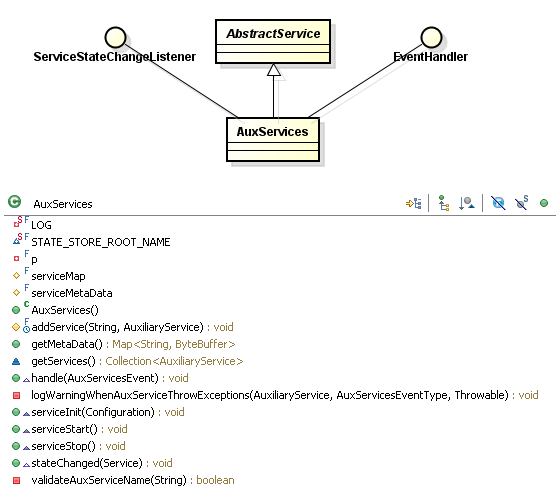 AbstractService
ServiceStateChangeListener
EventHandler
AuxServices
C AuxServices
S F LOG
S F STATE_STORE_ROOT_NAME
p
F serviceMap
F serviceMetaData
C AuxServices()
F addService(String, AuxiliaryService) : void
getMetaData() : Map<String, ByteBuffer>
getServices() : Collection<AuxiliaryService>
handle(AuxServicesEvent) : void
logWarningWhenAuxServiceThrowExceptions(AuxiliaryService, AuxServicesEventType, Throwable) : void
serviceInit(Configuration) : void
serviceStart() : void
serviceStop() : void
stateChanged(Service) : void
validateAuxServiceName(String) : boolean